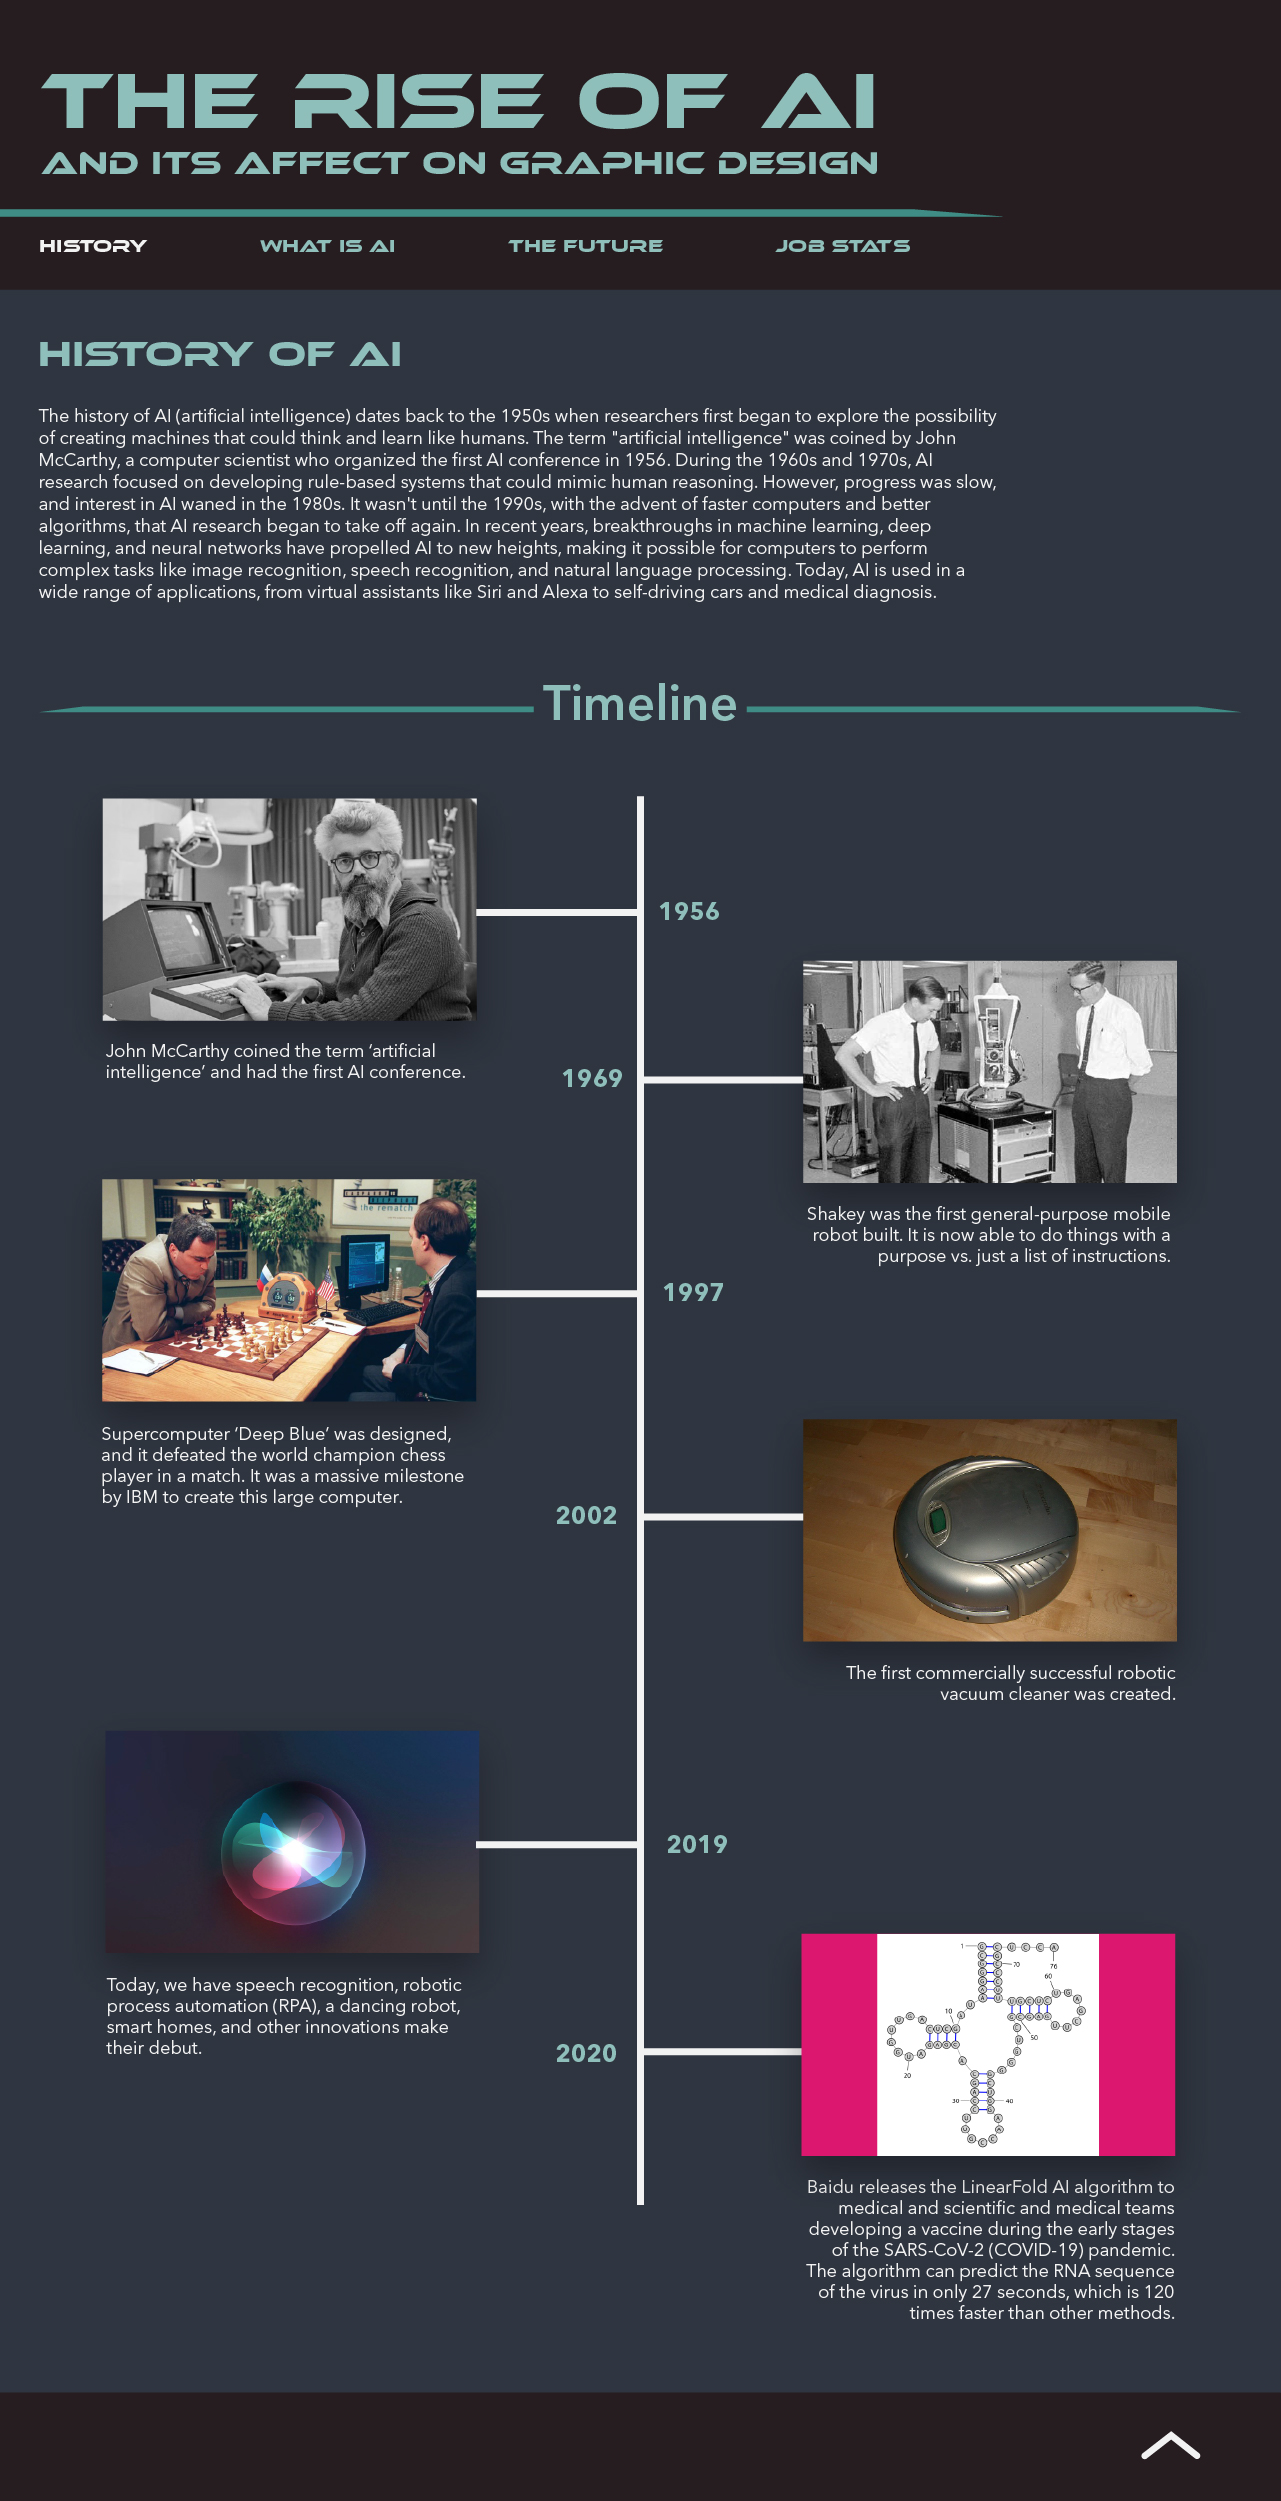 THE RISE OF AI
AND ITS AFFECT ON GRAPHIC DESIGN
HISTORY
WHAT IS AI
THE FUTURE
JOB STATS
HISTORY OF AI
The history of AI (artificial intelligence) dates back to the 1950s when researchers first began to explore the possibility
of creating machines that could think and learn like humans. The term "artificial intelligence" was coined by John
McCarthy, a computer scientist who organized the first AI conference in 1956. During the 1960s and 1970s, AI
research focused on developing rule-based systems that could mimic human reasoning. However, progress was slow,
and interest in AI waned in the 1980s. It wasn't until the 1990s, with the advent of faster computers and better
algorithms, that AI research began to take off again. In recent years, breakthroughs in machine learning, deep
learning, and neural networks have propelled AI to new heights, making it possible for computers to perform
complex tasks like image recognition, speech recognition, and natural language processing. Today, AI is used in a
wide range of applications, from virtual assistants like Siri and Alexa to self-driving cars and medical diagnosis.
Timeline
1956
John McCarthy coined the term ‘artificial
intelligence’ and had the first AI conference.
1969
Shakey was the first general-purpose mobile
robot built. It is now able to do things with a
purpose vs. just a list of instructions.
the rematch
1997
Supercomputer ‘Deep Blue’ was designed,
and it defeated the world champion chess
player in a match. It was a massive milestone
by IBM to create this large computer.
2002
The first commercially successful robotic
vacuum cleaner was created.
2019
Today, we have speech recognition, robotic
process automation (RPA), a dancing robot,
smart homes, and other innovations make
their debut.
2020
1
70
76
60
10
50
20
30
40
Baidu releases the LinearFold AI algorithm to
medical and scientific and medical teams
developing a vaccine during the early stages
of the SARS-CoV-2 (COVID-19) pandemic.
The algorithm can predict the RNA sequence
of the virus in only 27 seconds, which is 120
times faster than other methods.